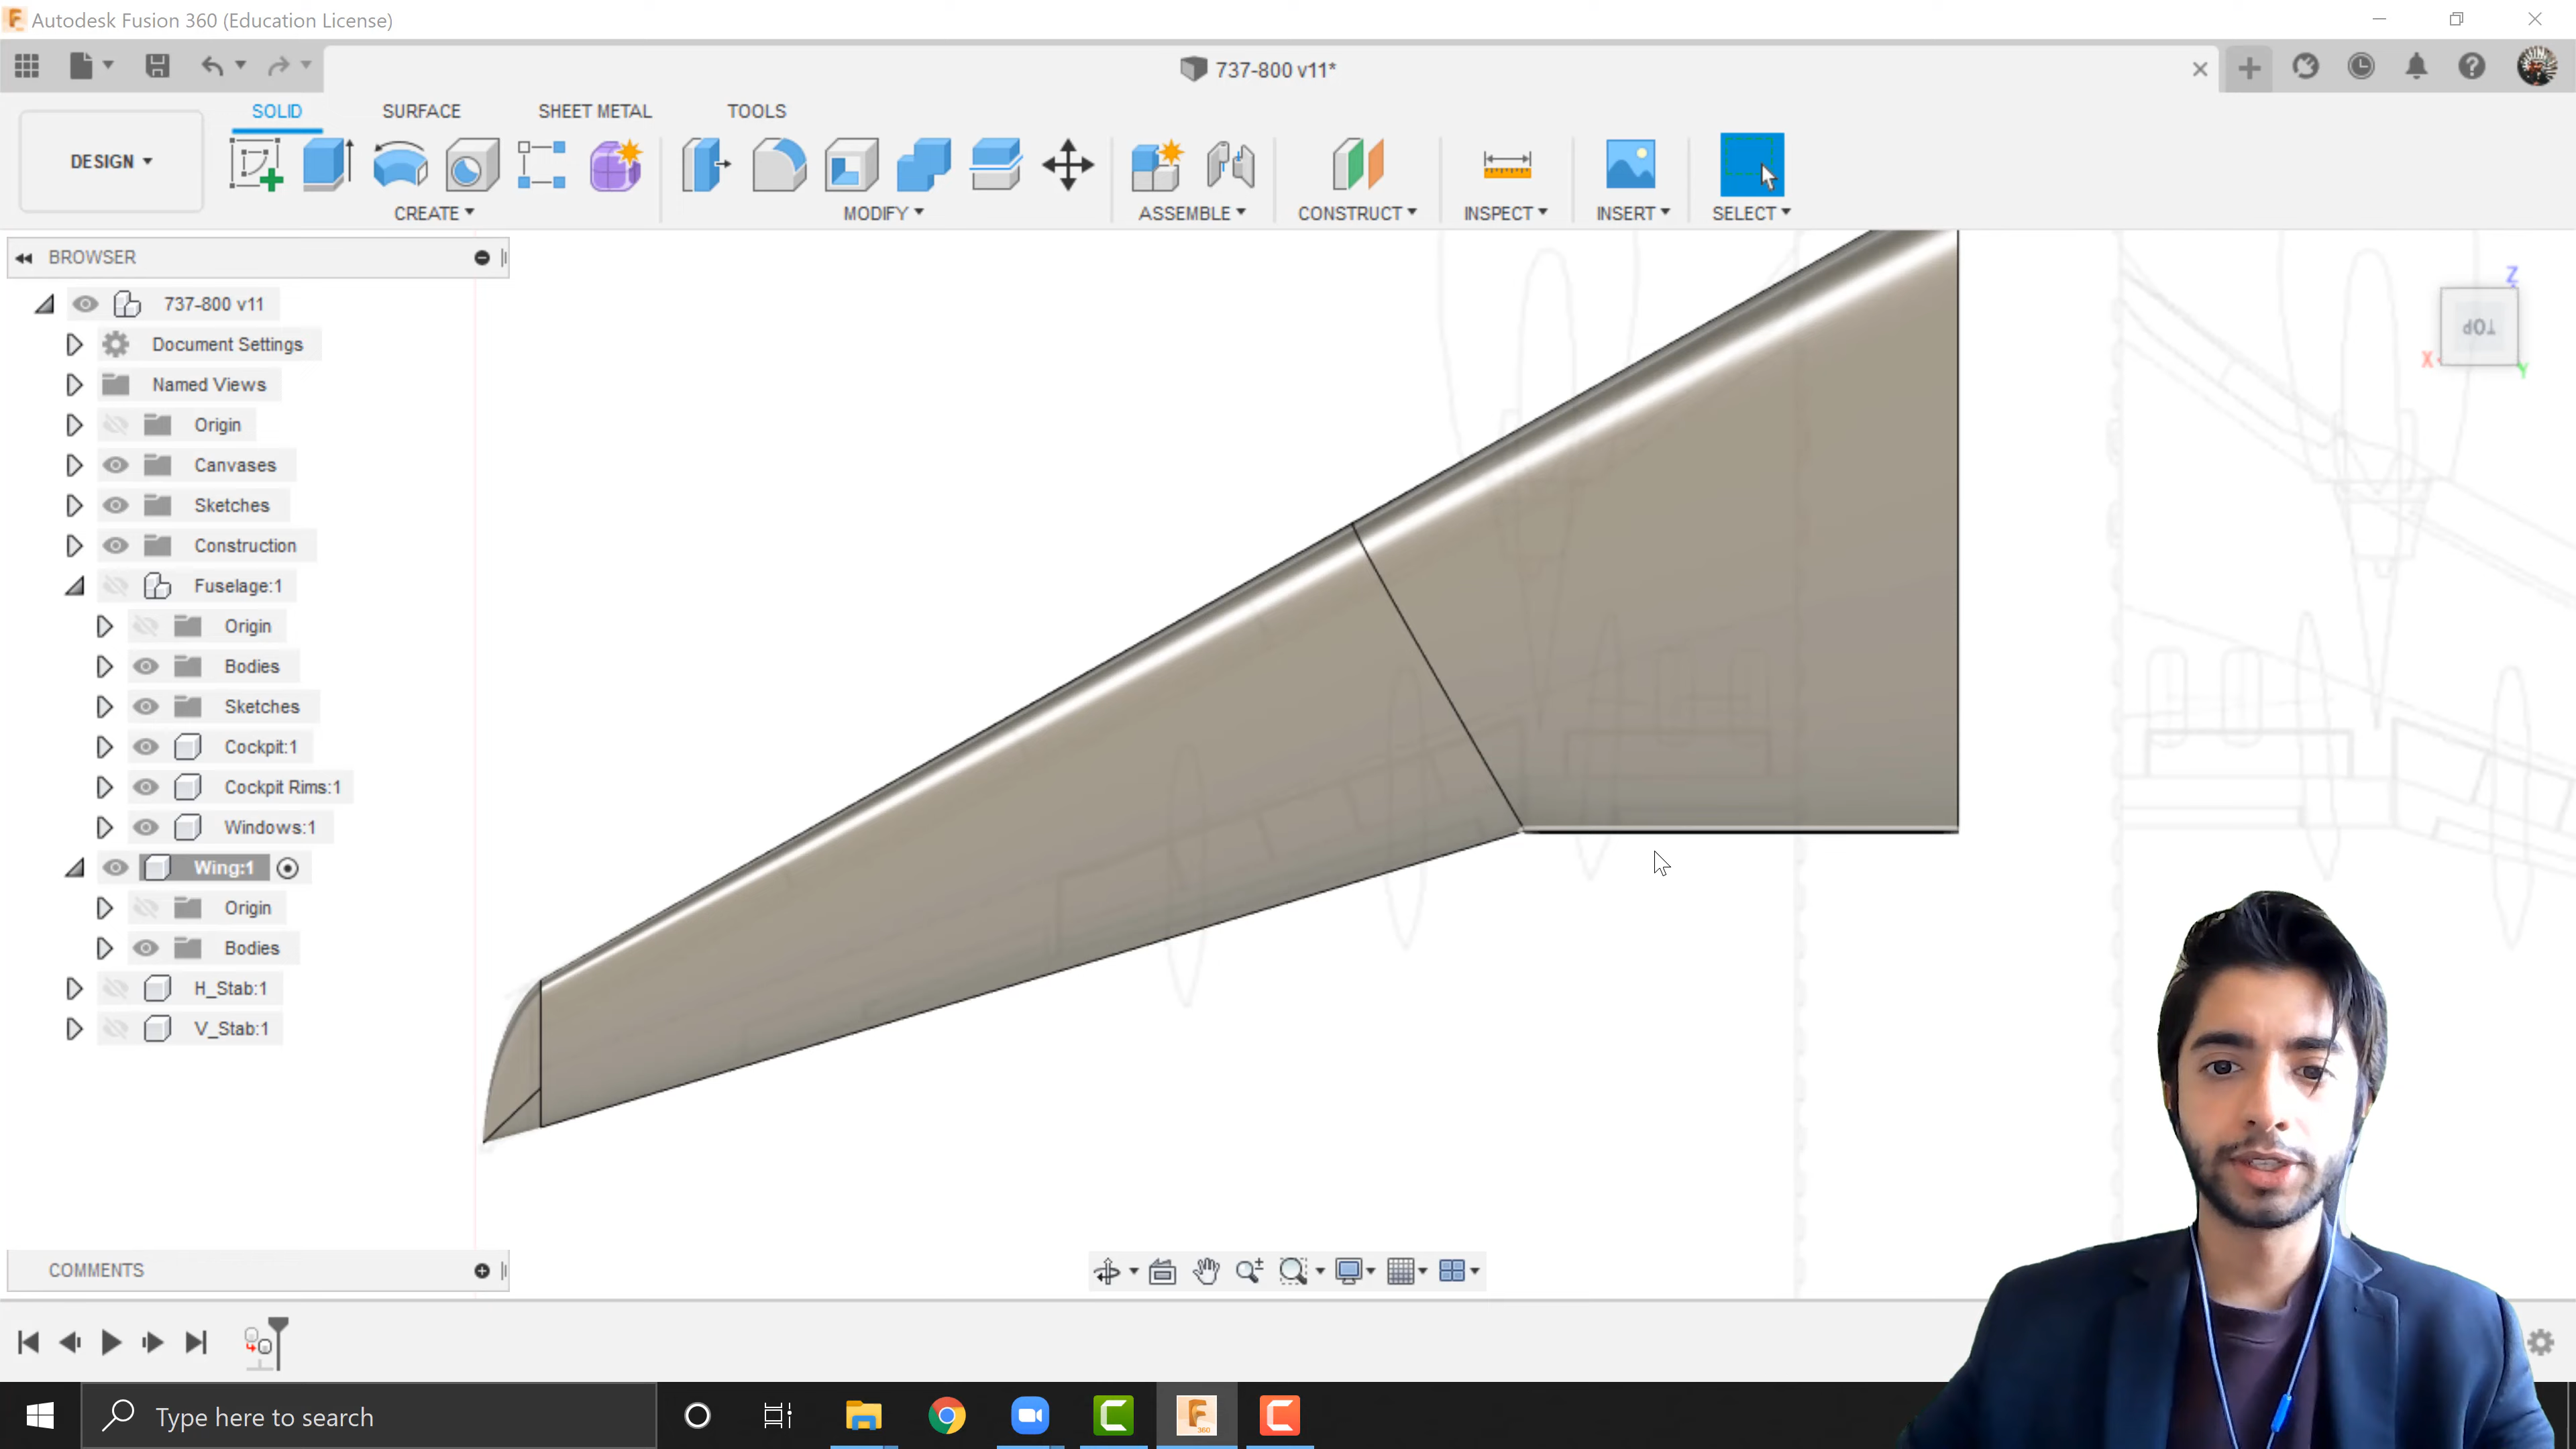 Autodesk Fusion 360 (Education License)
737-800 v11*
SOLID SURFACE SHEET METAL TOOLS
DESIGN
CREATE MODIFY ASSEMBLE CONSTRUCT INSPECT INSERT SELECT
BROWSER
737-800 v11
Document Settings
Named Views
Origin
Canvases
Sketches
Construction
Fuselage:1
Origin
Bodies
Sketches
Cockpit:1
Cockpit Rims:1
Windows:1
Wing:1
Origin
Bodies
H_Stab:1
V_Stab:1
Z
TOP
X
Y
COMMENTS
Type here to search
F
360